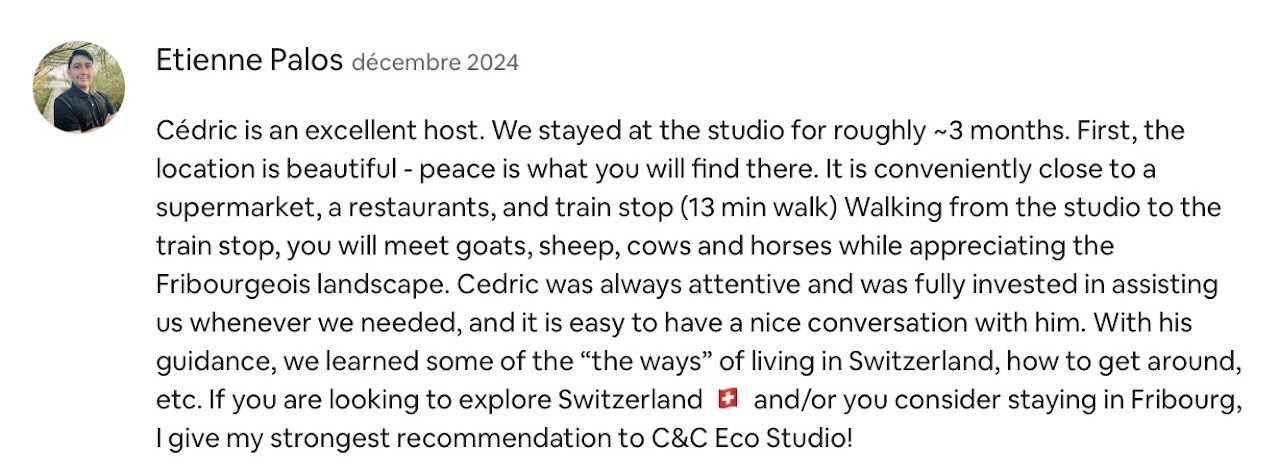 Etienne Palos décembre 2024
Cédric is an excellent host. We stayed at the studio for roughly ~3 months. First, the
location is beautiful - peace is what you will find there. It is conveniently close to a
supermarket, a restaurants, and train stop (13 min walk) Walking from the studio to the
train stop, you will meet goats, sheep, cows and horses while appreciating the
Fribourgeois landscape. Cedric was always attentive and was fully invested in assisting
us whenever we needed, and it is easy to have a nice conversation with him. With his
guidance, we learned some of the “the ways” of living in Switzerland, how to get around,
etc. If you are looking to explore Switzerland 🇨🇭 and/or you consider staying in Fribourg,
I give my strongest recommendation to C&C Eco Studio!